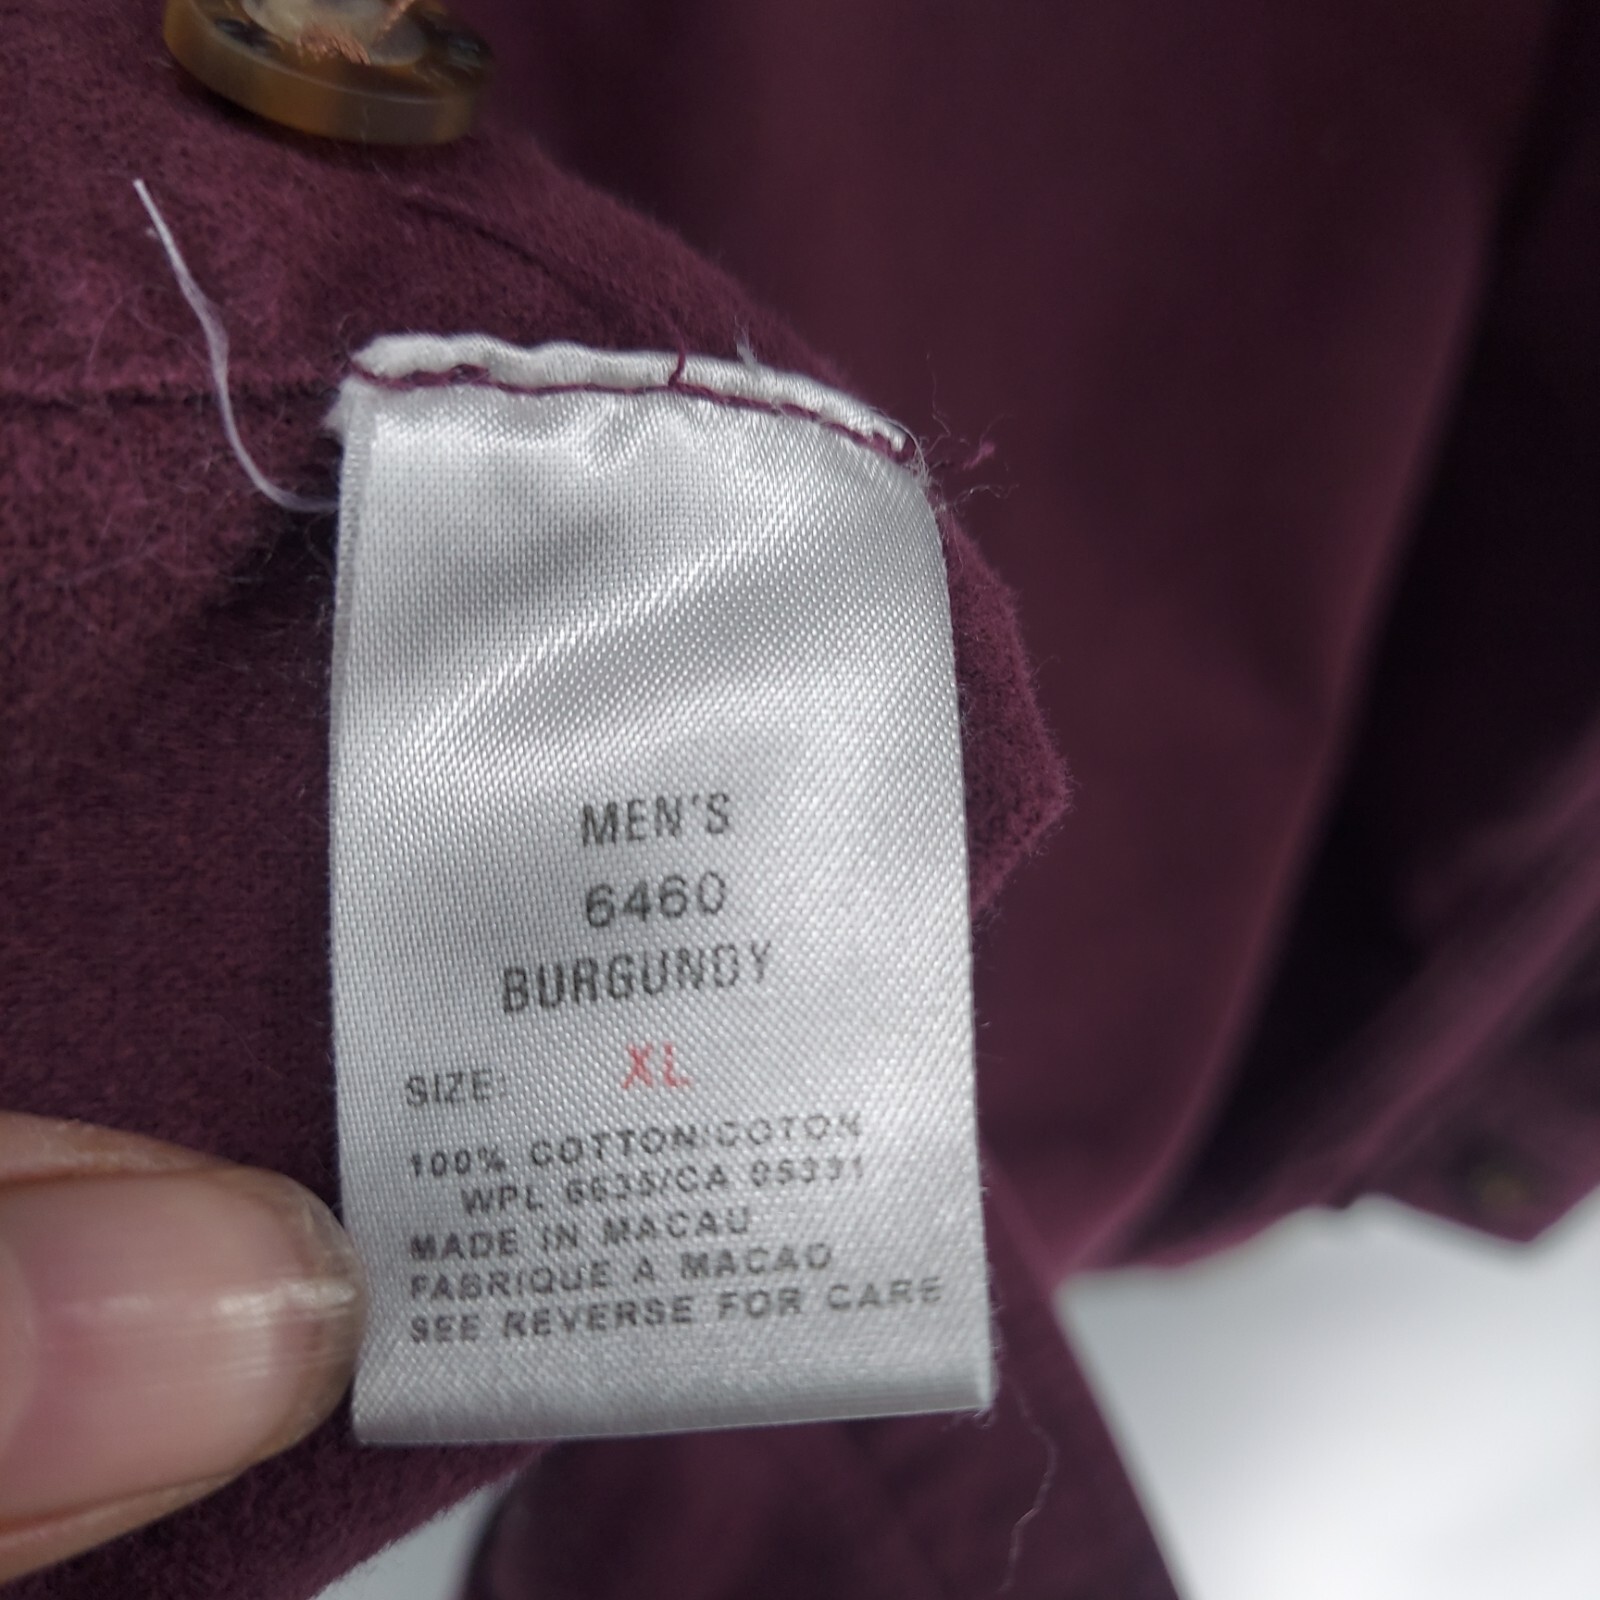 MEN'S
6460
BURGUNDY
SIZE: XL
100% COTTON/COTON
WPL 6635/CA 05331
MADE IN MACAU
FABRIQUE A MACAO
SEE REVERSE FOR CARE